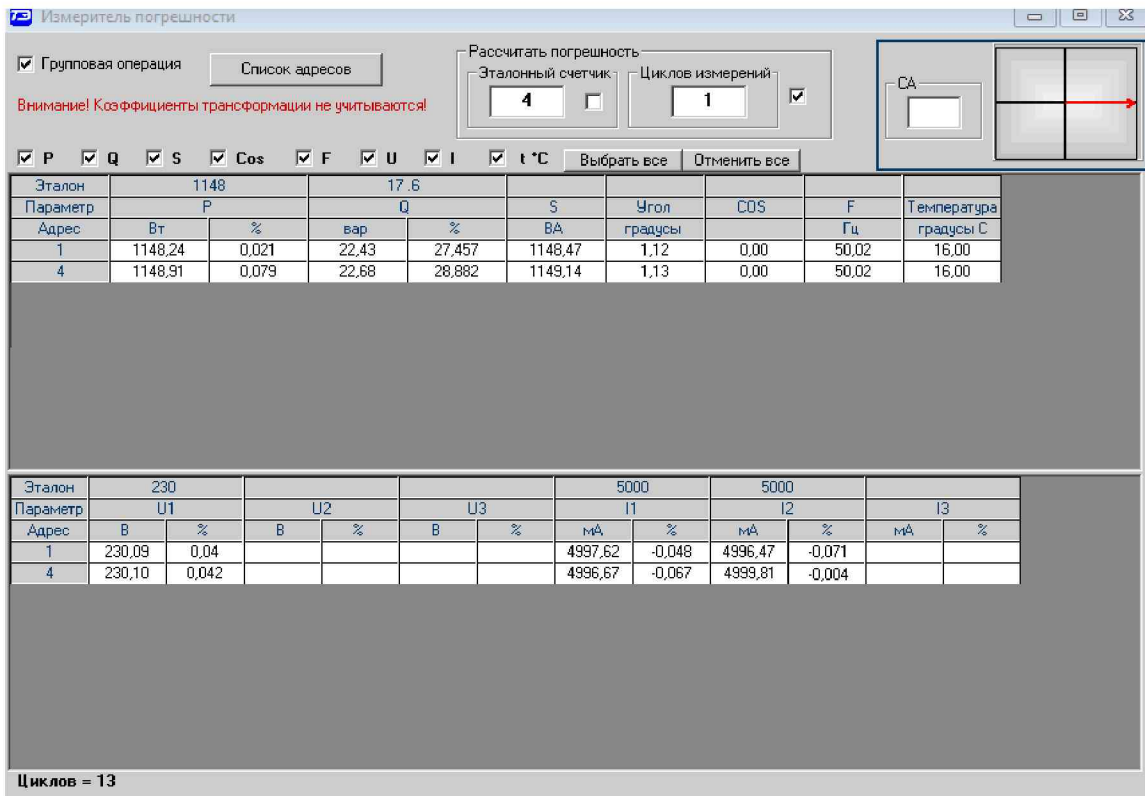 ТЭ Измеритель погрешности
Групповая операция
Список адресов
Внимание! Коэффициенты трансформации не учитываются!
Рассчитать погрешность
Эталонный счетчик
Циклов измерений
4
1
СА
P Q S Cos F U I t °C Выбрать все Отменить все
Эталон 1148 17.6
Параметр P Q S Угол COS F Температура
Адрес Вт % вар % ВА градусы Гц градусы С
1 1148,24 0,021 22,43 27,457 1148,47 1,12 0,00 50,02 16,00
4 1148,91 0,079 22,68 28,882 1149,14 1,13 0,00 50,02 16,00
Эталон 230 5000 5000
Параметр U1 U2 U3 I1 I2 I3
Адрес В % В % В % мА % мА % мА %
1 230,09 0,04 4997,62 -0,048 4996,47 -0,071
4 230,10 0,042 4996,67 -0,067 4999,81 -0,004
Циклов = 13